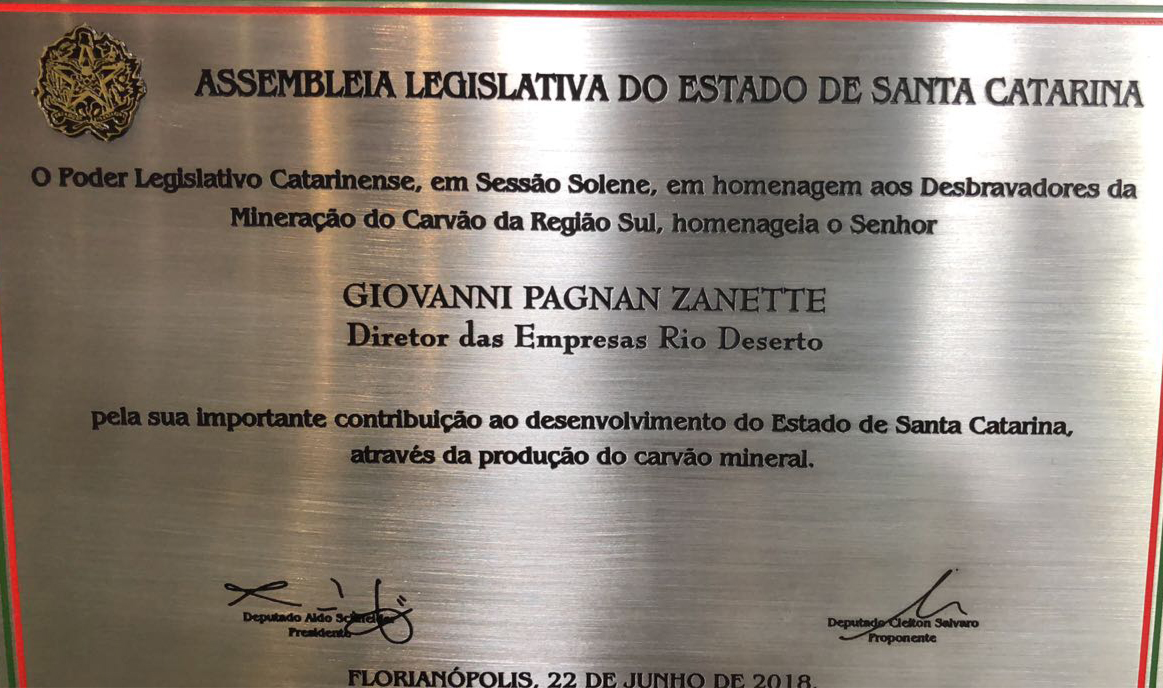 ASSEMBLEIA LEGISLATIVA DO ESTADO DE SANTA CATARINA
O Poder Legislativo Catarinense, em Sessão Solene, em homenagem aos Desbravadores da
Mineração do Carvão da Região Sul, homenageia o Senhor
GIOVANNI PAGNAN ZANETTE
Diretor das Empresas Rio Deserto
pela sua importante contribuição ao desenvolvimento do Estado de Santa Catarina,
através da produção do carvão mineral.
Deputado Aldo Schneider
Presidente
Deputado Cleiton Salvaro
Proponente
FLORIANÓPOLIS, 22 DE JUNHO DE 2018.